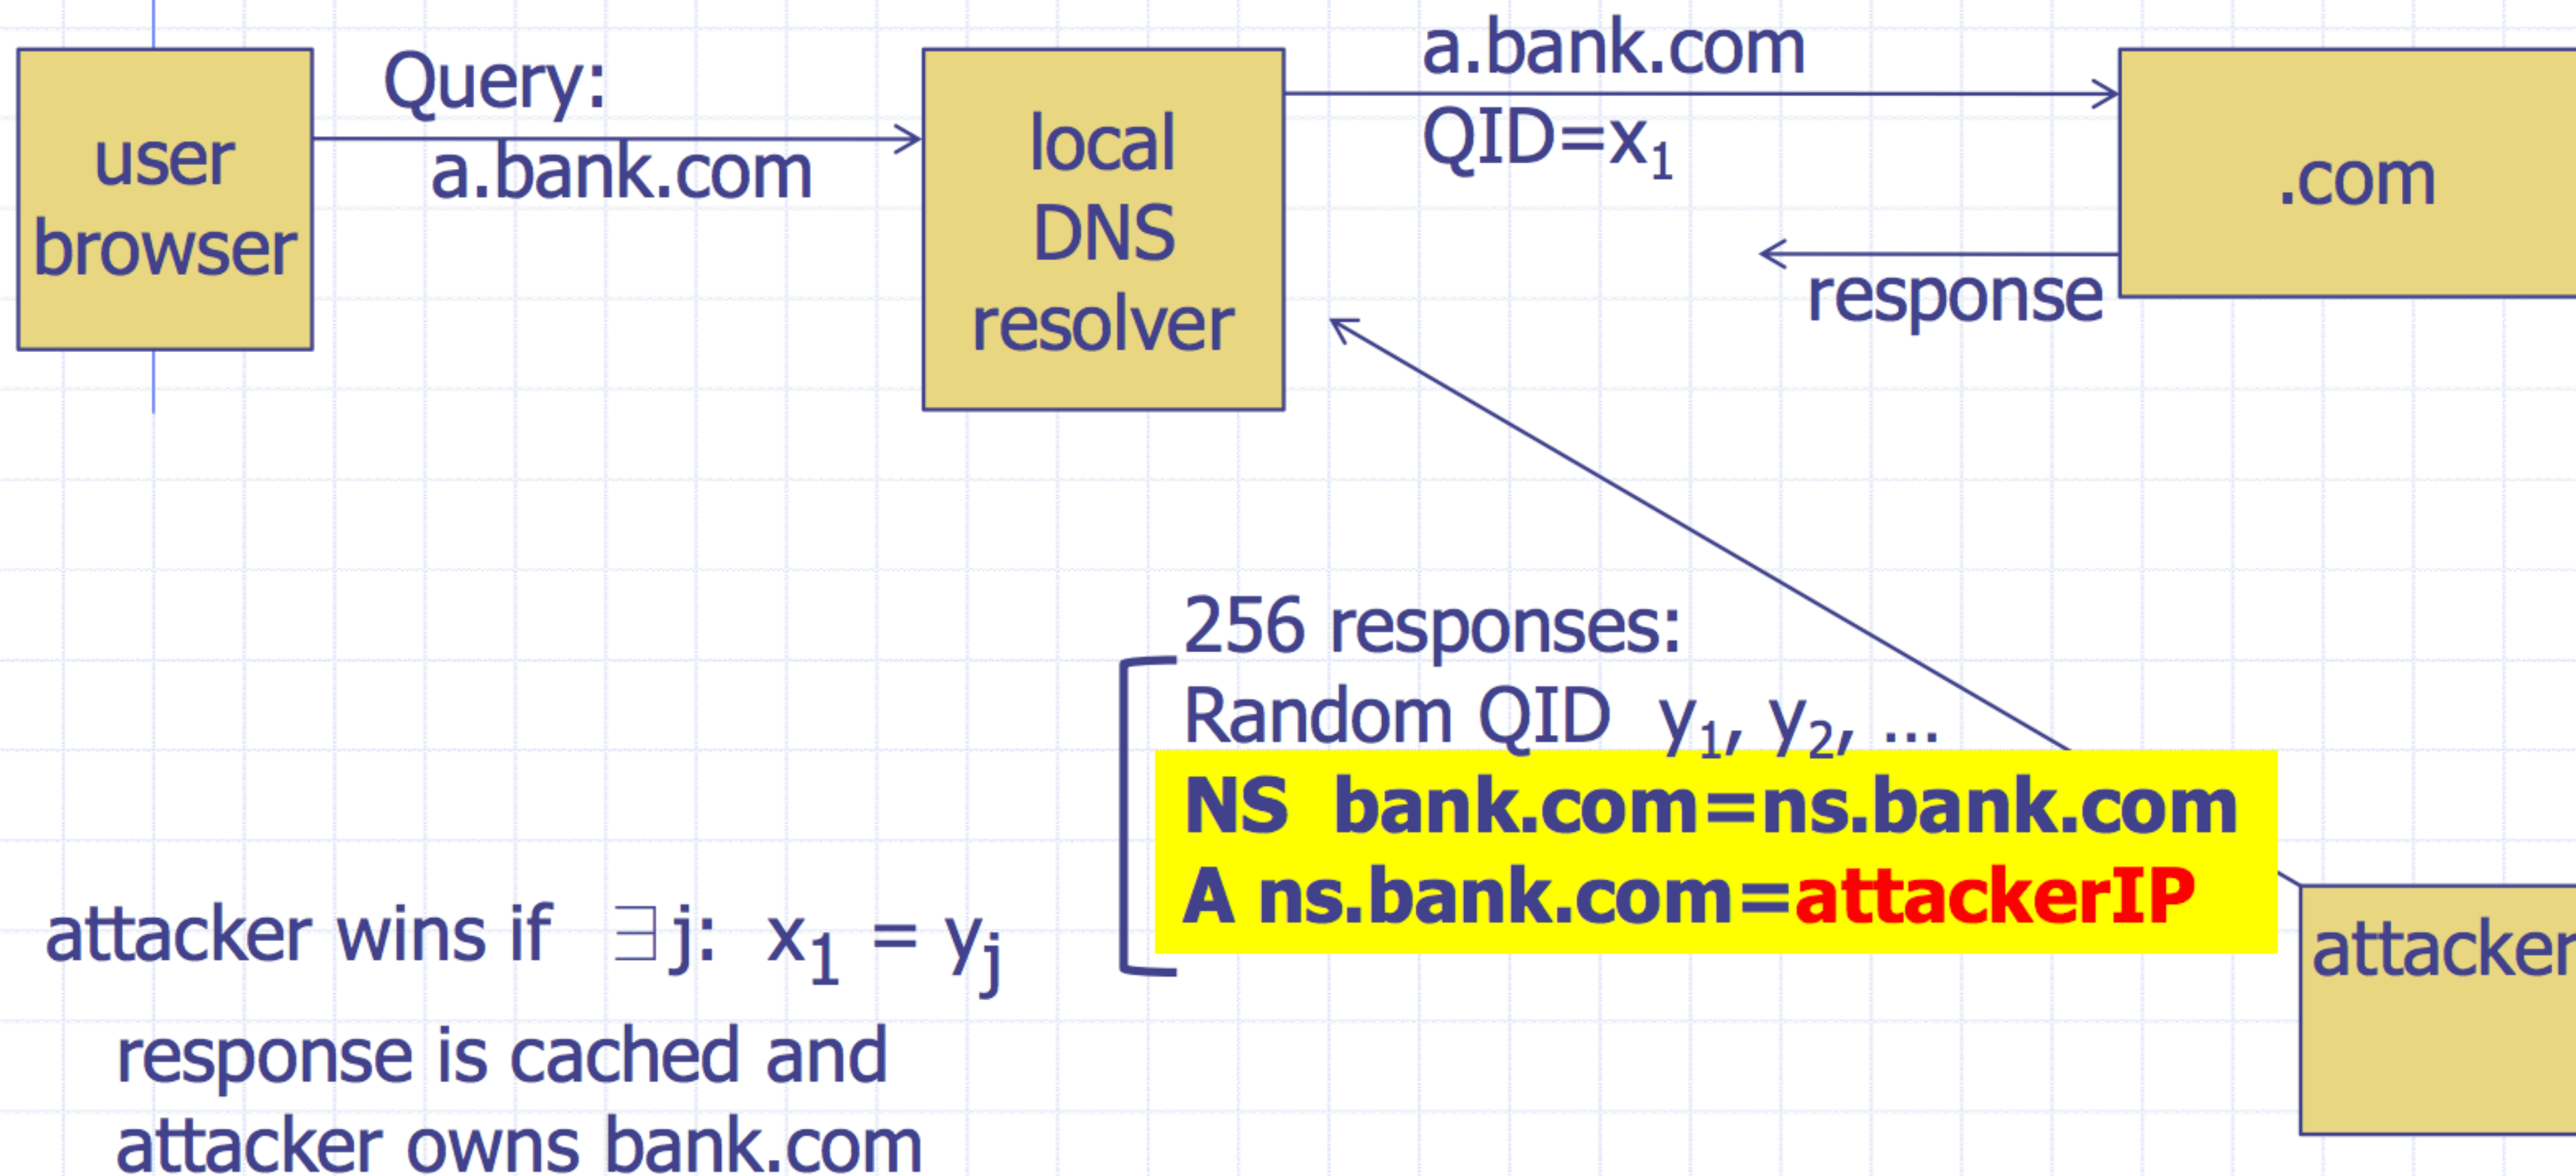 user
browser
Query:
a.bank.com
local
DNS
resolver
a.bank.com
QID=x₁
.com
response
256 responses:
Random QID y₁, y₂, ...
NS bank.com=ns.bank.com
A ns.bank.com=attackerIP
attacker
attacker wins if ∃j: x₁ = yⱼ
response is cached and
attacker owns bank.com